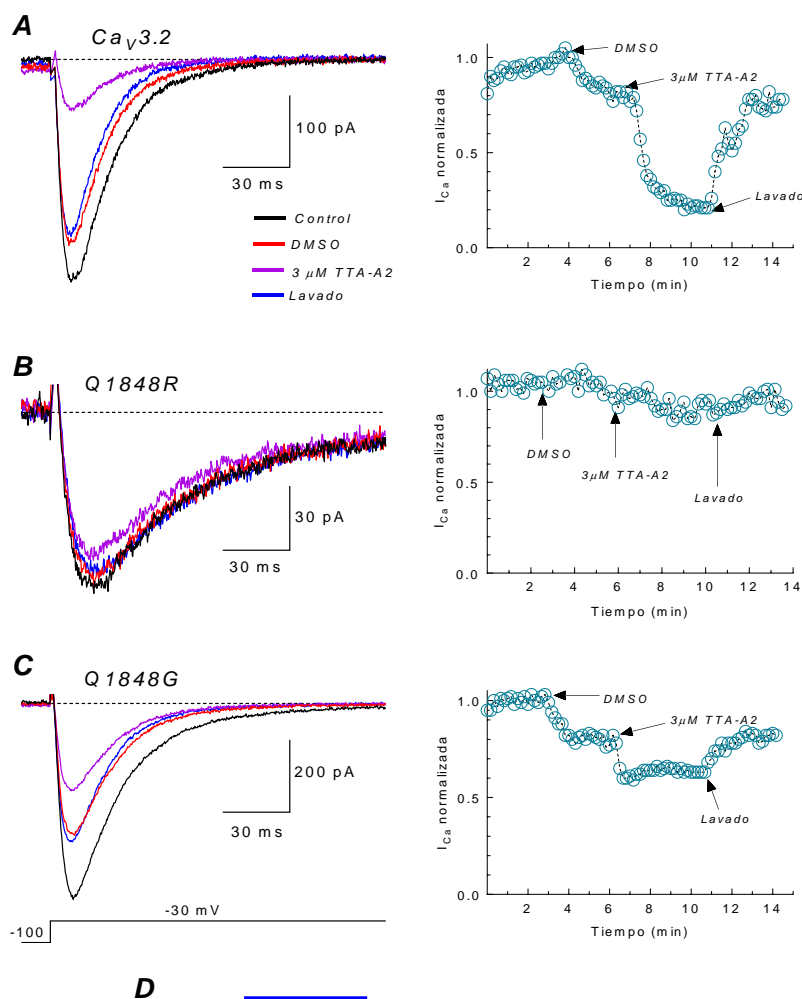 A
CaV3.2
100 pA
30 ms
Control
DMSO
3 µM TTA-A2
Lavado
ICa normalizada
1.0
0.5
0.0
2 4 6 8 10 12 14
Tiempo (min)
DMSO
3µM TTA-A2
Lavado
B
Q1848R
30 pA
30 ms
ICa normalizada
1.0
0.5
0.0
2 4 6 8 10 12 14
Tiempo (min)
DMSO
3µM TTA-A2
Lavado
C
Q1848G
200 pA
30 ms
-30 mV
-100
ICa normalizada
1.0
0.5
0.0
2 4 6 8 10 12 14
Tiempo (min)
DMSO
3µM TTA-A2
Lavado
D